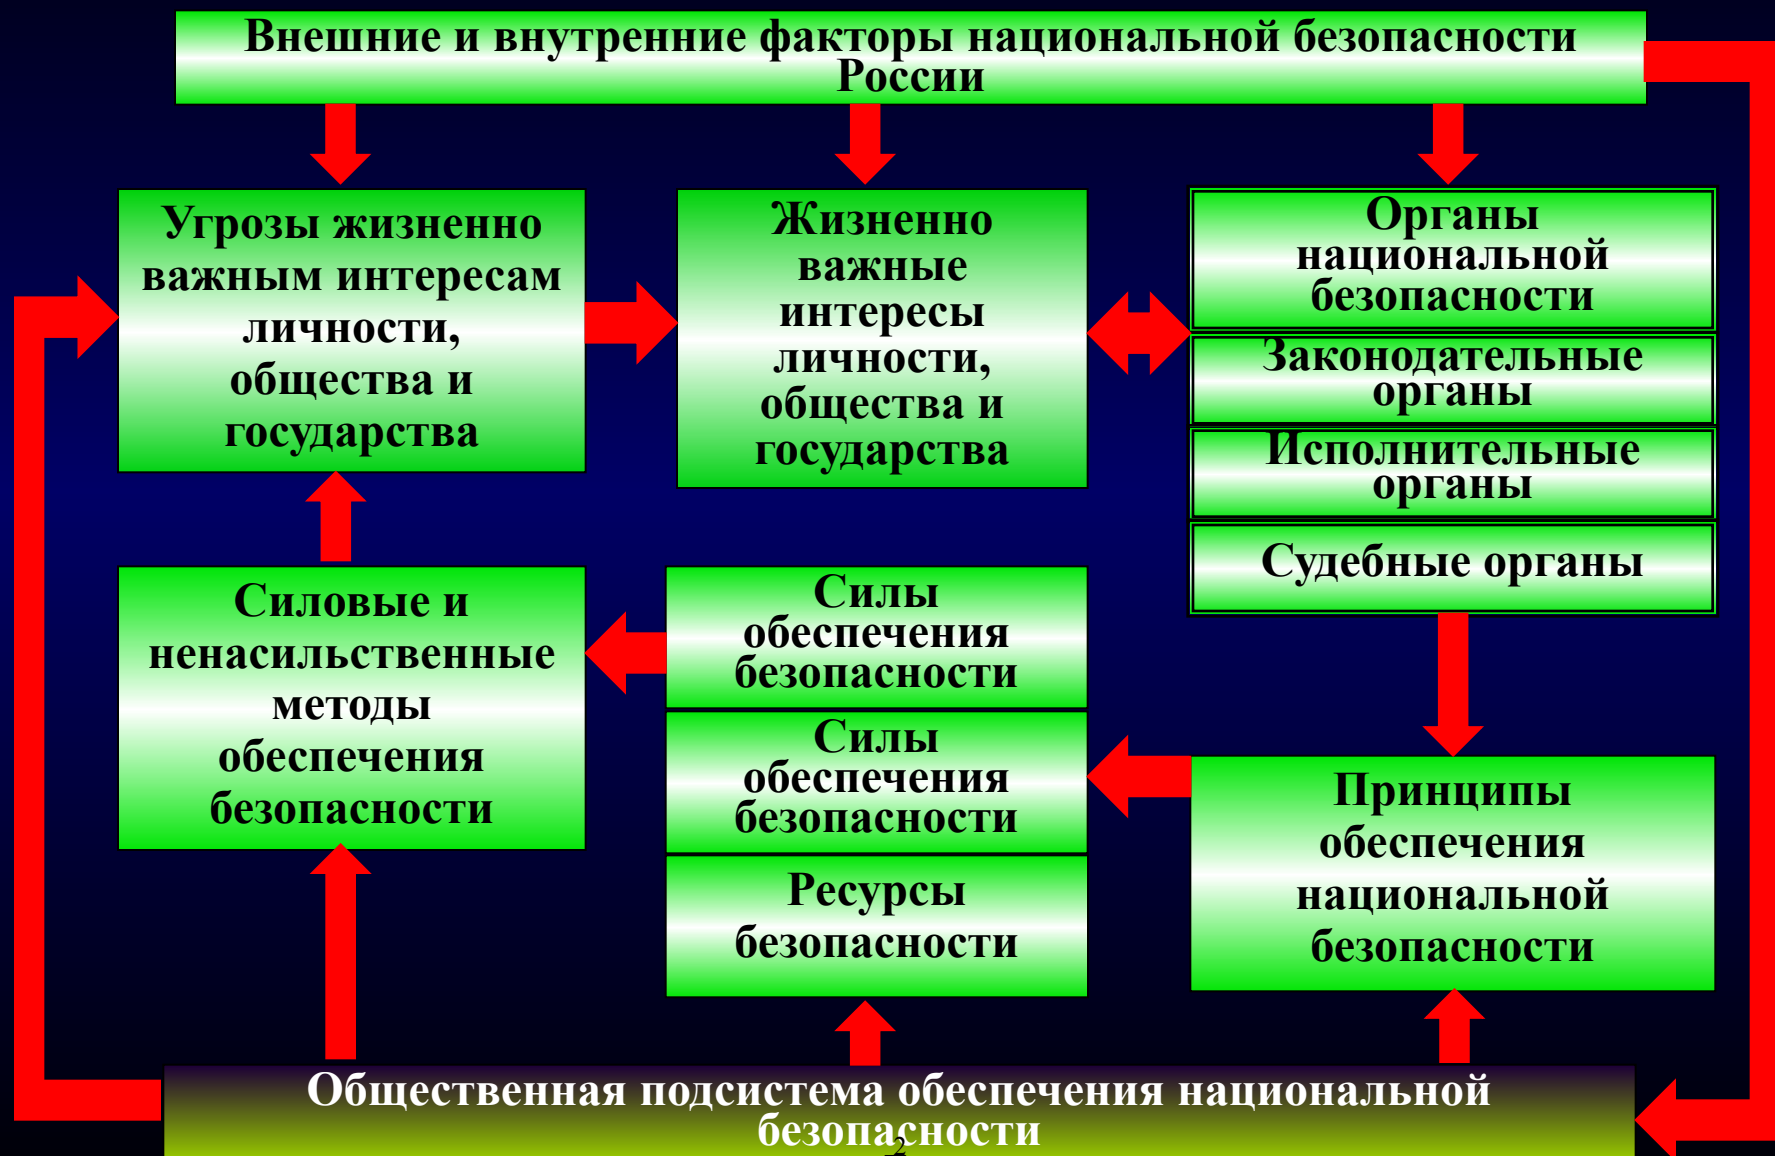 Внешние и внутренние факторы национальной безопасности
России
Угрозы жизненно
важным интересам
личности,
общества и
государства
Жизненно
важные
интересы
личности,
общества и
государства
Органы
национальной
безопасности
Законодательные
органы
Исполнительные
органы
Судебные органы
Силовые и
ненасильственные
методы
обеспечения
безопасности
Силы
обеспечения
безопасности
Силы
обеспечения
безопасности
Ресурсы
безопасности
Принципы
обеспечения
национальной
безопасности
Общественная подсистема обеспечения национальной
безопасности
2